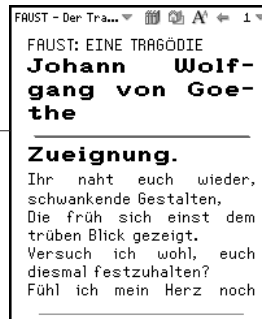 FAUST - Der Tra... A 1
FAUST: EINE TRAGÖDIE
Johann Wolf-
gang von Goe-
the
Zueignung.
Ihr naht euch wieder,
schwankende Gestalten,
Die früh sich einst dem
trüben Blick gezeigt.
Versuch ich wohl, euch
diesmal festzuhalten?
Fühl ich mein Herz noch